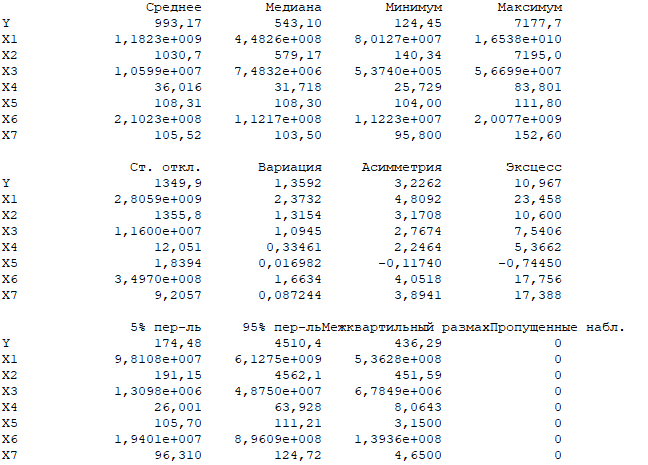 Среднее Медиана Минимум Максимум
Y 993,17 543,10 124,45 7177,7
X1 1,1823e+009 4,4826e+008 8,0127e+007 1,6538e+010
X2 1030,7 579,17 140,34 7195,0
X3 1,0599e+007 7,4832e+006 5,3740e+005 5,6699e+007
X4 36,016 31,718 25,729 83,801
X5 108,31 108,30 104,00 111,80
X6 2,1023e+008 1,1217e+008 1,1223e+007 2,0077e+009
X7 105,52 103,50 95,800 152,60
Ст. откл. Вариация Асимметрия Эксцесс
Y 1349,9 1,3592 3,2262 10,967
X1 2,8059e+009 2,3732 4,8092 23,458
X2 1355,8 1,3154 3,1708 10,600
X3 1,1600e+007 1,0945 2,7674 7,5406
X4 12,051 0,33461 2,2464 5,3662
X5 1,8394 0,016982 -0,11740 -0,74450
X6 3,4970e+008 1,6634 4,0518 17,756
X7 9,2057 0,087244 3,8941 17,388
5% пер-ль 95% пер-льМежквартильный размахПропущенные набл.
Y 174,48 4510,4 436,29 0
X1 9,8108e+007 6,1275e+009 5,3628e+008 0
X2 191,15 4562,1 451,59 0
X3 1,3098e+006 4,8750e+007 6,7849e+006 0
X4 26,001 63,928 8,0643 0
X5 105,70 111,21 3,1500 0
X6 1,9401e+007 8,9609e+008 1,3936e+008 0
X7 96,310 124,72 4,6500 0